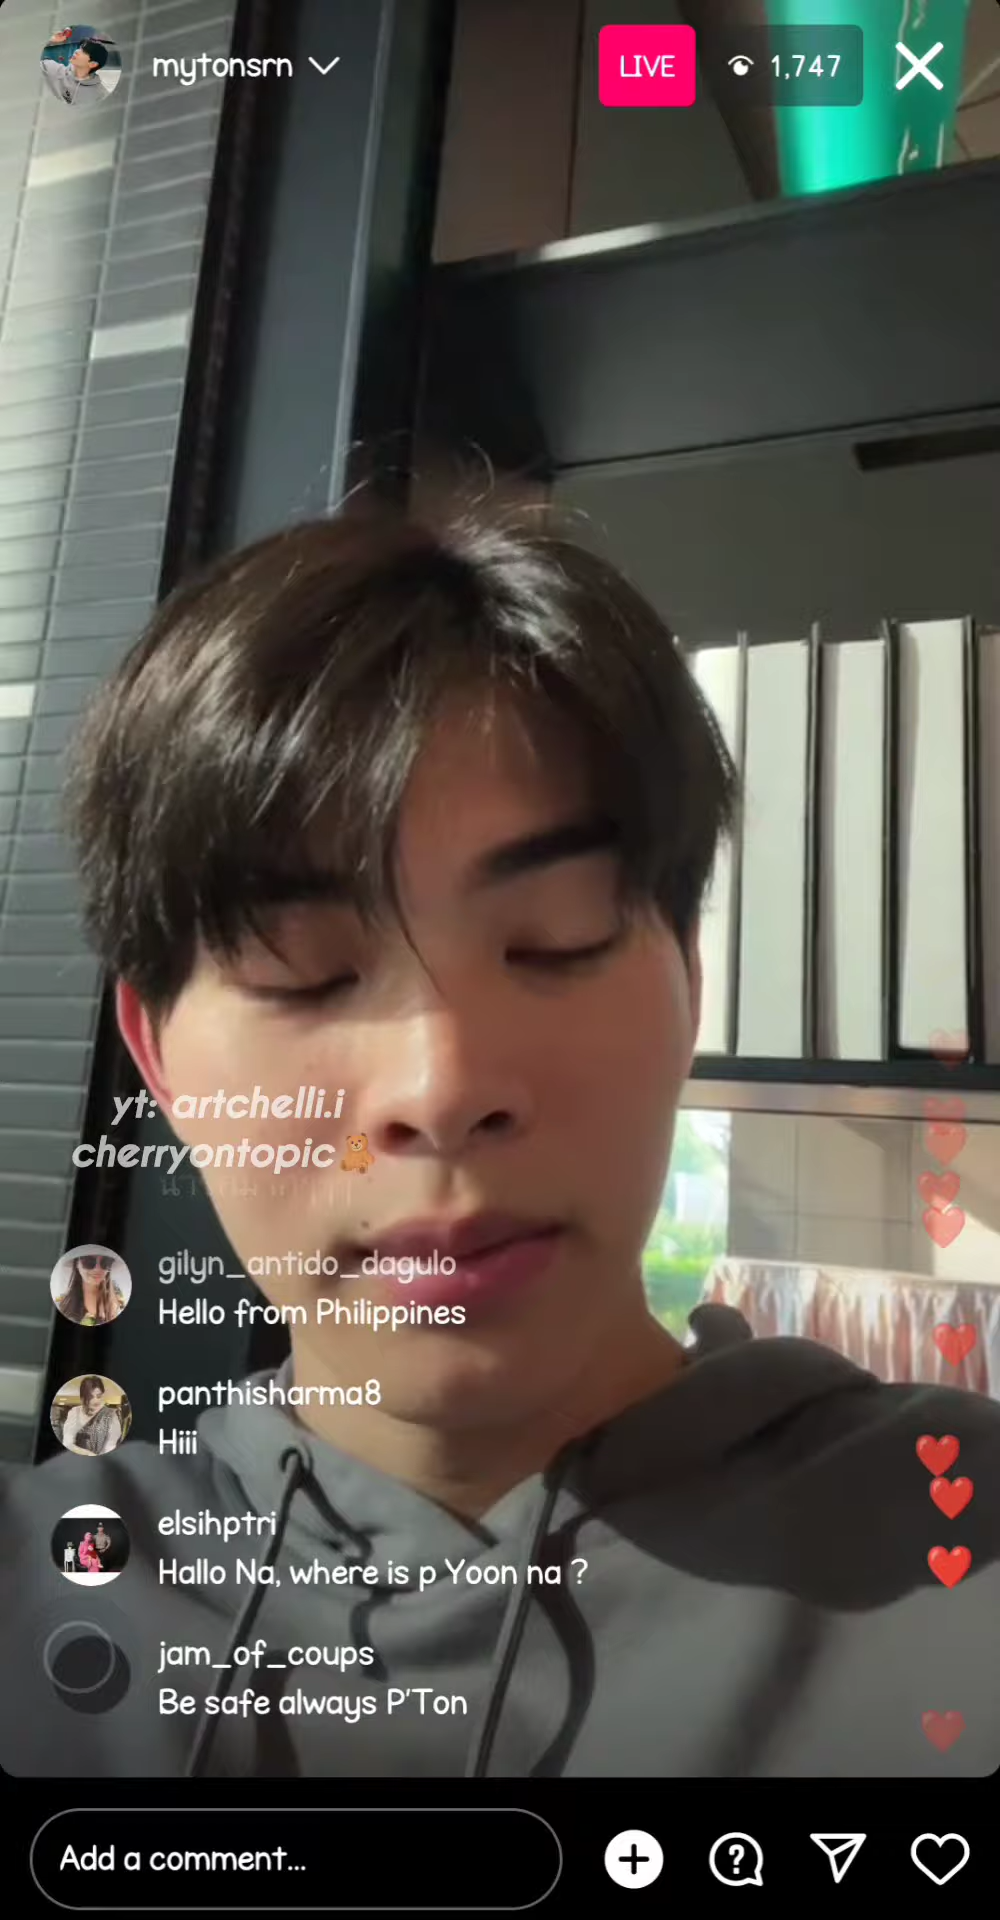 mytonsrn
LIVE
1,747
yt: artchelli.i
cherryontopic
gilyn_antido_dagulo
Hello from Philippines
panthisharma8
Hiii
elsihptri
Hallo Na, where is p Yoon na ?
jam_of_coups
Be safe always P'Ton
Add a comment...